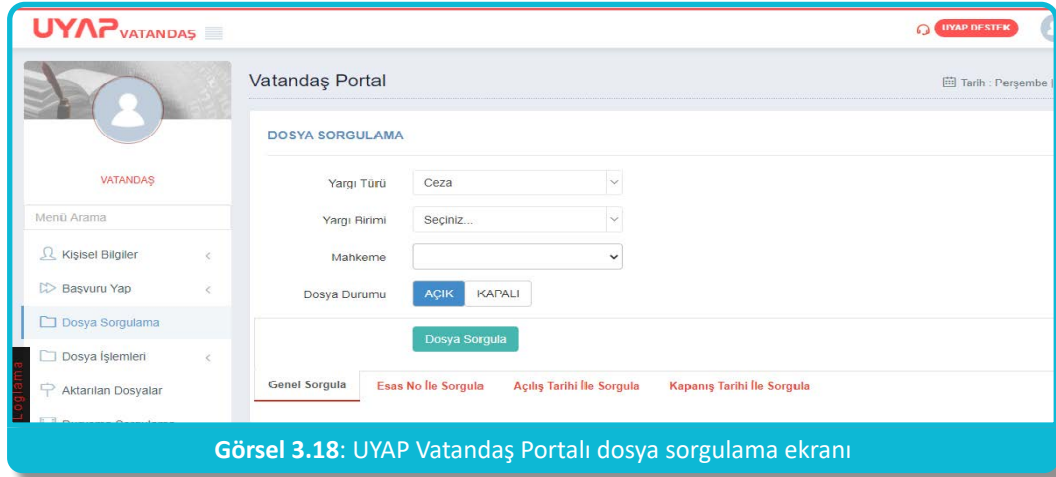 UYAP VATANDAŞ
UYAP DESTEK
Vatandaş Portal
Tarih : Perşembe |
VATANDAŞ
Menü Arama
Kişisel Bilgiler
Başvuru Yap
Dosya Sorgulama
Dosya İşlemleri
Aktarılan Dosyalar
Loglama
DOSYA SORGULAMA
Yargı Türü Ceza
Yargı Birimi Seçiniz...
Mahkeme
Dosya Durumu AÇIK KAPALI
Dosya Sorgula
Genel Sorgula Esas No İle Sorgula Açılış Tarihi İle Sorgula Kapanış Tarihi İle Sorgula
Görsel 3.18: UYAP Vatandaş Portalı dosya sorgulama ekranı